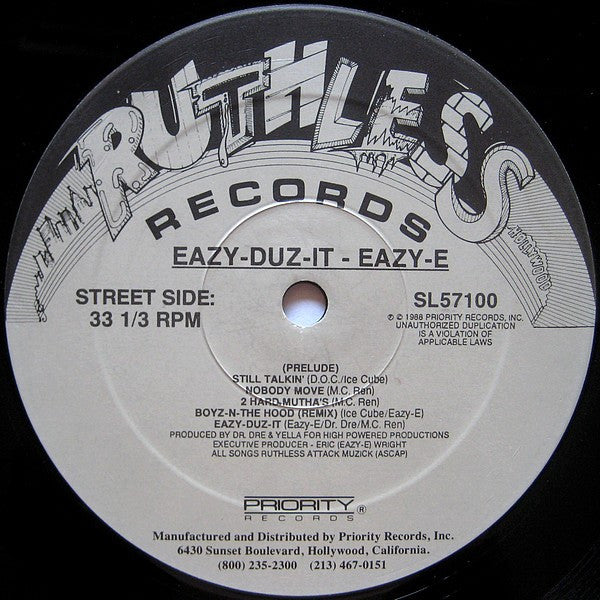 RUTHLESS
RECORDS
HOLLYWOOD
EAZY-DUZ-IT - EAZY-E
STREET SIDE:
33 1/3 RPM
SL57100
℗ © 1988 PRIORITY RECORDS, INC.
UNAUTHORIZED DUPLICATION
IS A VIOLATION OF
APPLICABLE LAWS
(PRELUDE)
STILL TALKIN' (D.O.C./Ice Cube)
NOBODY MOVE (M.C. Ren)
2 HARD MUTHA'S (M.C. Ren)
BOYZ-N-THE HOOD (REMIX) (Ice Cube/Eazy-E)
EAZY-DUZ-IT (Eazy-E/Dr. Dre/M.C. Ren)
PRODUCED BY DR. DRE & YELLA FOR HIGH POWERED PRODUCTIONS
EXECUTIVE PRODUCER - ERIC (EAZY-E) WRIGHT
ALL SONGS RUTHLESS ATTACK MUZICK (ASCAP)
PRIORITY ®
RECORDS
Manufactured and Distributed by Priority Records, Inc.
6430 Sunset Boulevard, Hollywood, California.
(800) 235-2300 (213) 467-0151